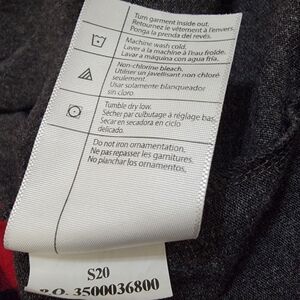 Turn garment inside out.
Retournez le vêtement à l'envers.
Ponga la prenda del revés.
Machine wash cold.
Laver à la machine à l'eau froide.
Lavar a máquina con agua fría.
Non-chlorine bleach.
Utiliser un javellisant non chloré
seulement.
Usar solamente blanqueador
sin cloro.
Tumble dry low.
Sécher par culbutage à réglage bas.
Secar en secadora en ciclo
delicado.
Do not iron ornamentation.
Ne pas repasser les garnitures.
No planchar los ornamentos.
S20
3500036800